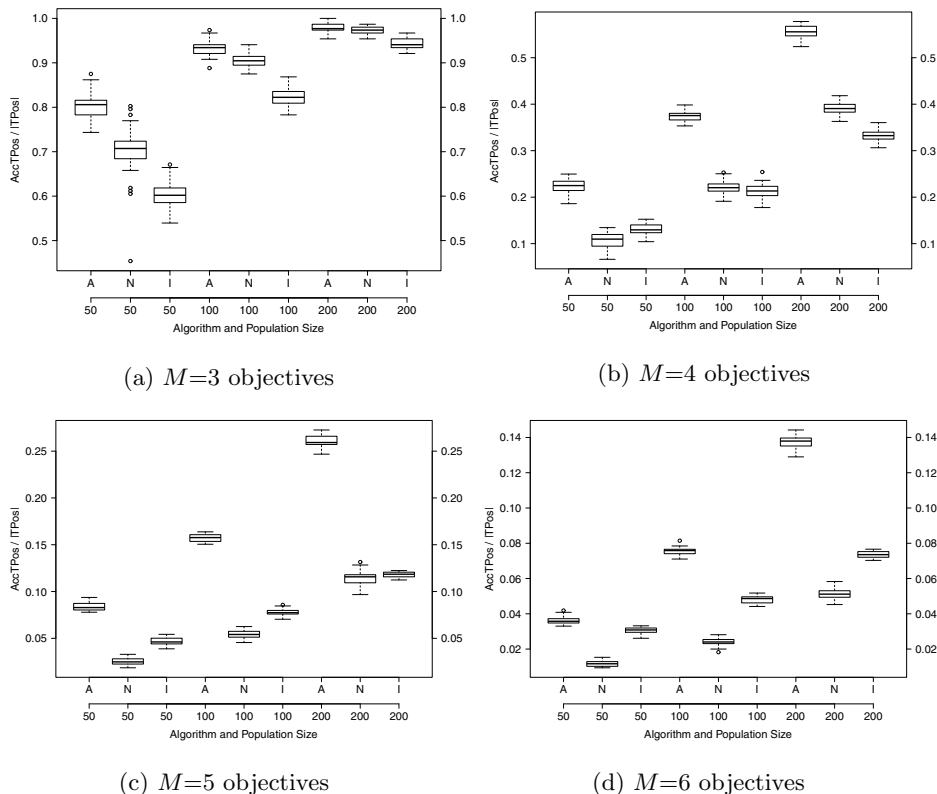 1.0 1.0
0.9 0.9
0.8 0.8
0.7 0.7
0.6 0.6
0.5 0.5
AccTPos / |TPos|
A N I A N I A N I
50 50 50 100 100 100 200 200 200
Algorithm and Population Size
(a) M=3 objectives
0.5 0.5
0.4 0.4
0.3 0.3
0.2 0.2
0.1 0.1
AccTPos / |TPos|
A N I A N I A N I
50 50 50 100 100 100 200 200 200
Algorithm and Population Size
(b) M=4 objectives
0.25 0.25
0.20 0.20
0.15 0.15
0.10 0.10
0.05 0.05
AccTPos / |TPos|
A N I A N I A N I
50 50 50 100 100 100 200 200 200
Algorithm and Population Size
(c) M=5 objectives
0.14 0.14
0.12 0.12
0.10 0.10
0.08 0.08
0.06 0.06
0.04 0.04
0.02 0.02
AccTPos / |TPos|
A N I A N I A N I
50 50 50 100 100 100 200 200 200
Algorithm and Population Size
(d) M=6 objectives